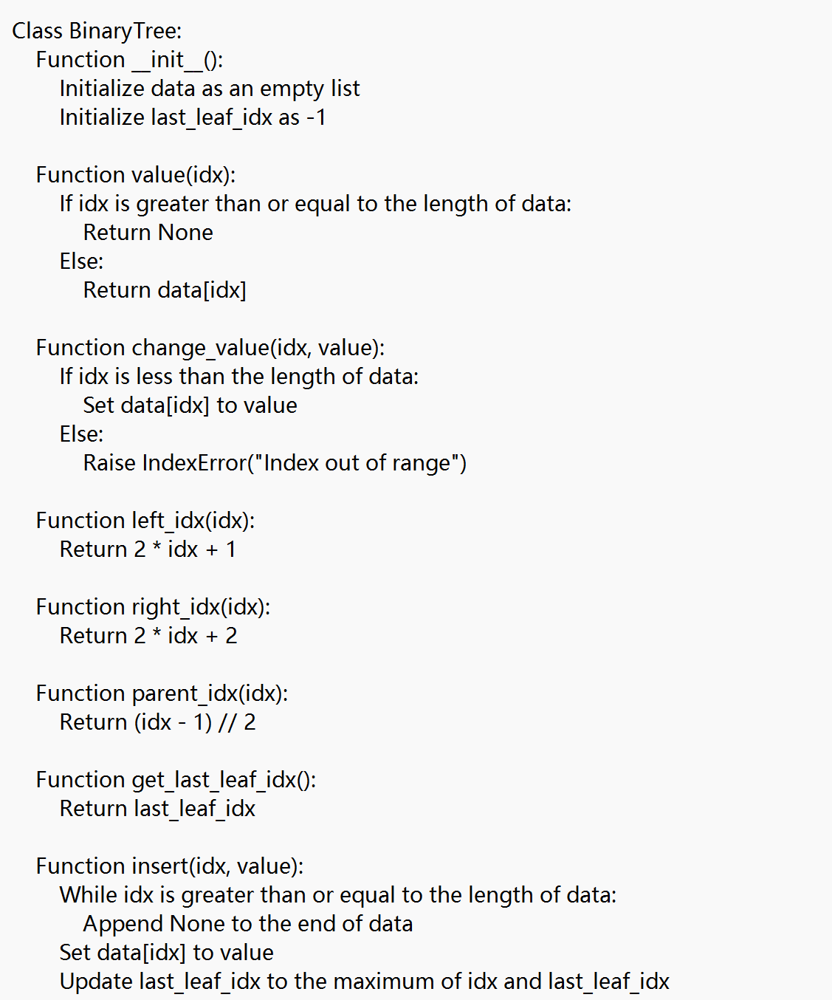 Class BinaryTree:
Function __init__():
Initialize data as an empty list
Initialize last_leaf_idx as -1
Function value(idx):
If idx is greater than or equal to the length of data:
Return None
Else:
Return data[idx]
Function change_value(idx, value):
If idx is less than the length of data:
Set data[idx] to value
Else:
Raise IndexError("Index out of range")
Function left_idx(idx):
Return 2 * idx + 1
Function right_idx(idx):
Return 2 * idx + 2
Function parent_idx(idx):
Return (idx - 1) // 2
Function get_last_leaf_idx():
Return last_leaf_idx
Function insert(idx, value):
While idx is greater than or equal to the length of data:
Append None to the end of data
Set data[idx] to value
Update last_leaf_idx to the maximum of idx and last_leaf_idx